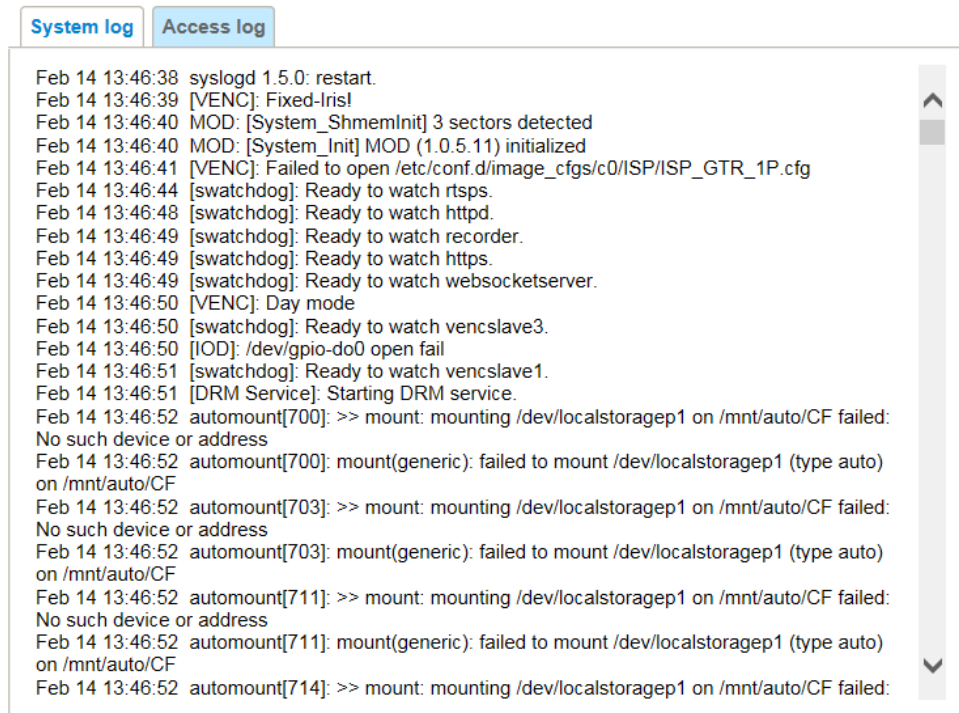 System log
Access log
Feb 14 13:46:38 syslogd 1.5.0: restart.
Feb 14 13:46:39 [VENC]: Fixed-Iris!
Feb 14 13:46:40 MOD: [System_ShmemInit] 3 sectors detected
Feb 14 13:46:40 MOD: [System_Init] MOD (1.0.5.11) initialized
Feb 14 13:46:41 [VENC]: Failed to open /etc/conf.d/image_cfgs/c0/ISP/ISP_GTR_1P.cfg
Feb 14 13:46:44 [swatchdog]: Ready to watch rtsps.
Feb 14 13:46:48 [swatchdog]: Ready to watch httpd.
Feb 14 13:46:49 [swatchdog]: Ready to watch recorder.
Feb 14 13:46:49 [swatchdog]: Ready to watch https.
Feb 14 13:46:49 [swatchdog]: Ready to watch websocketserver.
Feb 14 13:46:50 [VENC]: Day mode
Feb 14 13:46:50 [swatchdog]: Ready to watch vencslave3.
Feb 14 13:46:50 [IOD]: /dev/gpio-do0 open fail
Feb 14 13:46:51 [swatchdog]: Ready to watch vencslave1.
Feb 14 13:46:51 [DRM Service]: Starting DRM service.
Feb 14 13:46:52 automount[700]: >> mount: mounting /dev/localstoragep1 on /mnt/auto/CF failed:
No such device or address
Feb 14 13:46:52 automount[700]: mount(generic): failed to mount /dev/localstoragep1 (type auto)
on /mnt/auto/CF
Feb 14 13:46:52 automount[703]: >> mount: mounting /dev/localstoragep1 on /mnt/auto/CF failed:
No such device or address
Feb 14 13:46:52 automount[703]: mount(generic): failed to mount /dev/localstoragep1 (type auto)
on /mnt/auto/CF
Feb 14 13:46:52 automount[711]: >> mount: mounting /dev/localstoragep1 on /mnt/auto/CF failed:
No such device or address
Feb 14 13:46:52 automount[711]: mount(generic): failed to mount /dev/localstoragep1 (type auto)
on /mnt/auto/CF
Feb 14 13:46:52 automount[714]: >> mount: mounting /dev/localstoragep1 on /mnt/auto/CF failed: